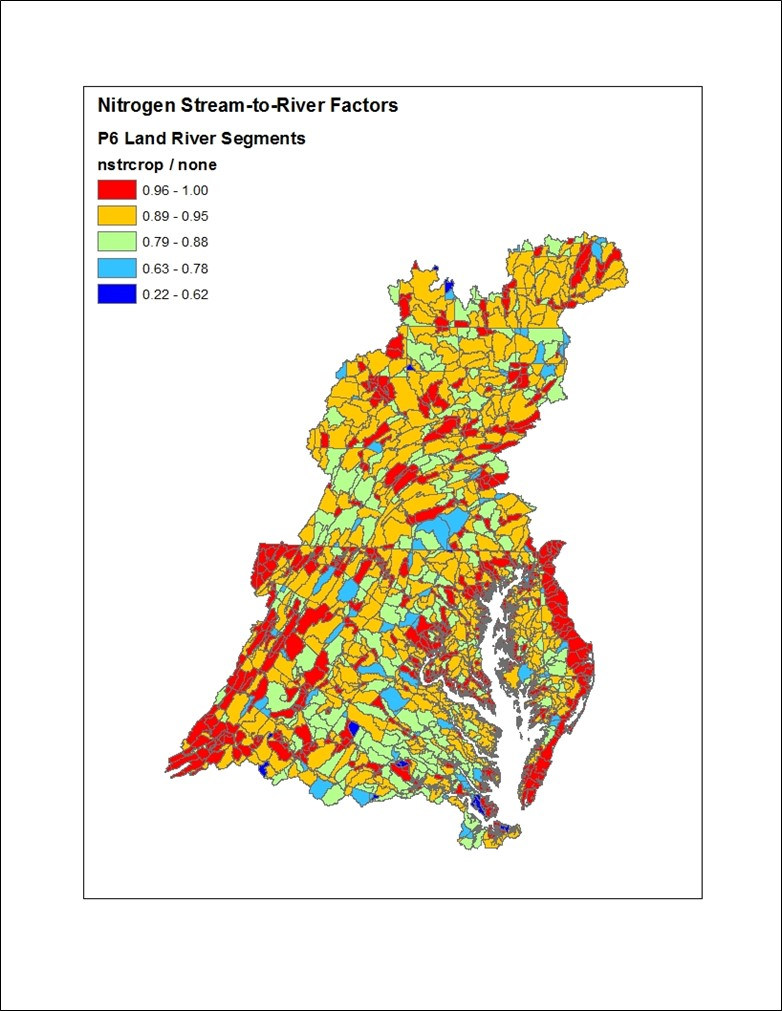 Nitrogen Stream-to-River Factors
P6 Land River Segments
nstrcrop / none
0.96 - 1.00
0.89 - 0.95
0.79 - 0.88
0.63 - 0.78
0.22 - 0.62